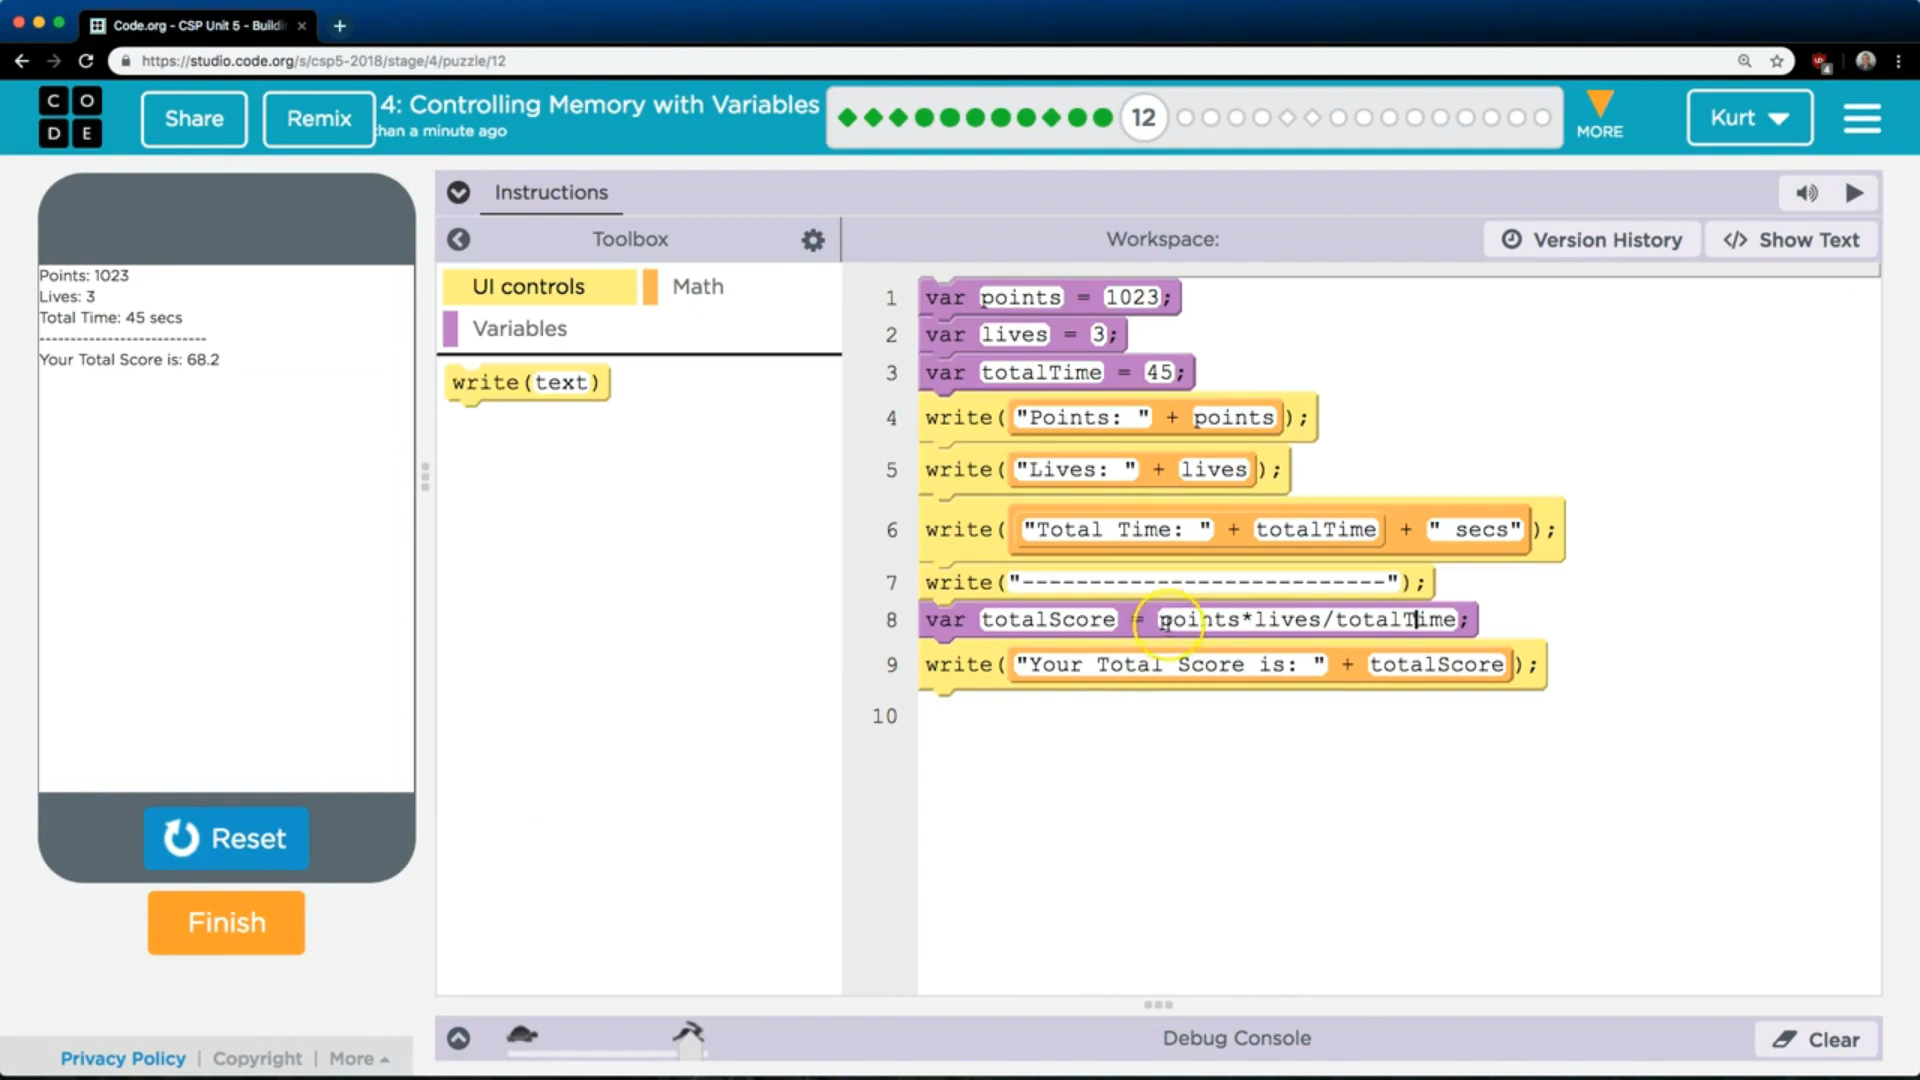 Code.org - CSP Unit 5 - Buildi
https://studio.code.org/s/csp5-2018/stage/4/puzzle/12
C O
D E
Share
Remix
4: Controlling Memory with Variables
than a minute ago
12
MORE
Kurt
Instructions
Toolbox
Workspace:
Version History
</> Show Text
Points: 1023
Lives: 3
Total Time: 45 secs
--------------------------
Your Total Score is: 68.2
UI controls
Math
Variables
write(text)
1 var points = 1023;
2 var lives = 3;
3 var totalTime = 45;
4 write("Points: " + points);
5 write("Lives: " + lives);
6 write("Total Time: " + totalTime + " secs");
7 write("---------------------------");
8 var totalScore = points*lives/totalTime;
9 write("Your Total Score is: " + totalScore);
10
Reset
Finish
Debug Console
Clear
Privacy Policy | Copyright | More